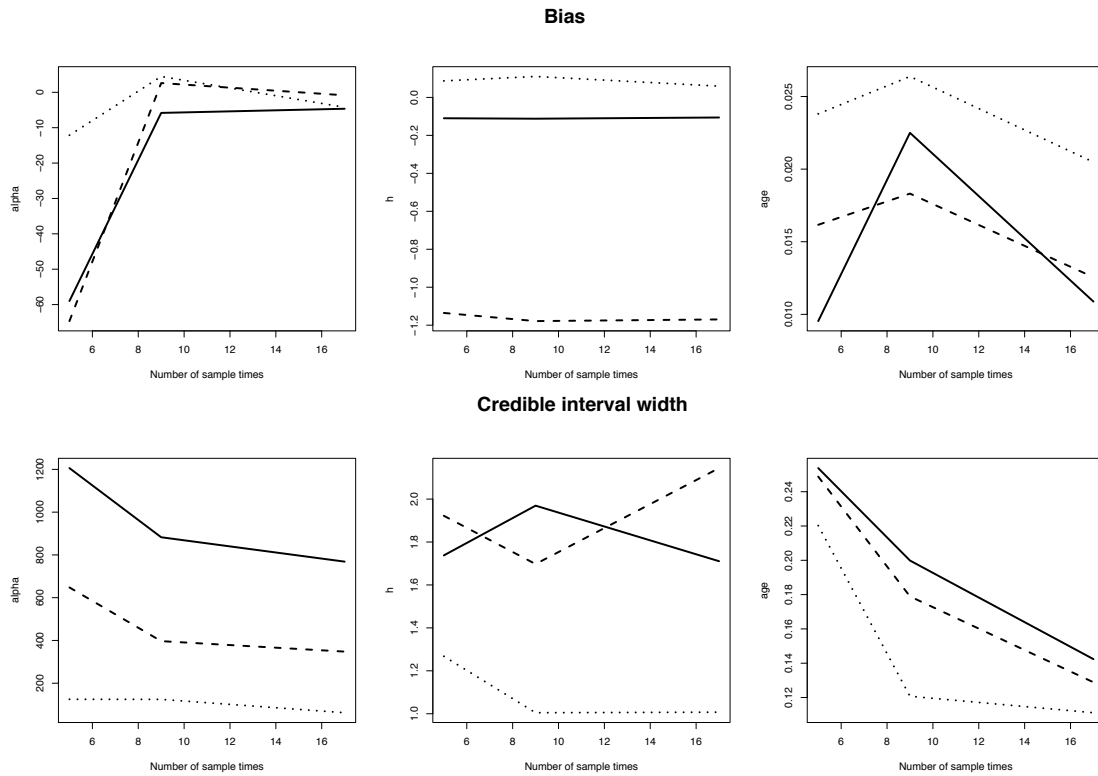 Bias
alpha
0
−10
−20
−30
−40
−50
−60
6 8 10 12 14 16
Number of sample times
h
0.0
−0.2
−0.4
−0.6
−0.8
−1.0
−1.2
6 8 10 12 14 16
Number of sample times
age
0.025
0.020
0.015
0.010
6 8 10 12 14 16
Number of sample times
Credible interval width
alpha
1200
1000
800
600
400
200
6 8 10 12 14 16
Number of sample times
h
2.0
1.8
1.6
1.4
1.2
1.0
6 8 10 12 14 16
Number of sample times
age
0.24
0.22
0.20
0.18
0.16
0.14
0.12
6 8 10 12 14 16
Number of sample times